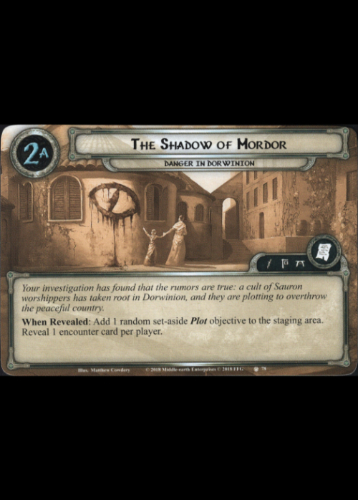 2A
THE SHADOW OF MORDOR
DANGER IN DORWINION
Your investigation has found that the rumors are true: a cult of Sauron
worshippers has taken root in Dorwinion, and they are plotting to overthrow
the peaceful country.
When Revealed: Add 1 random set-aside Plot objective to the staging area.
Reveal 1 encounter card per player.
Illus. Matthew Cowdery © 2018 Middle-earth Enterprises © 2018 FFG 78